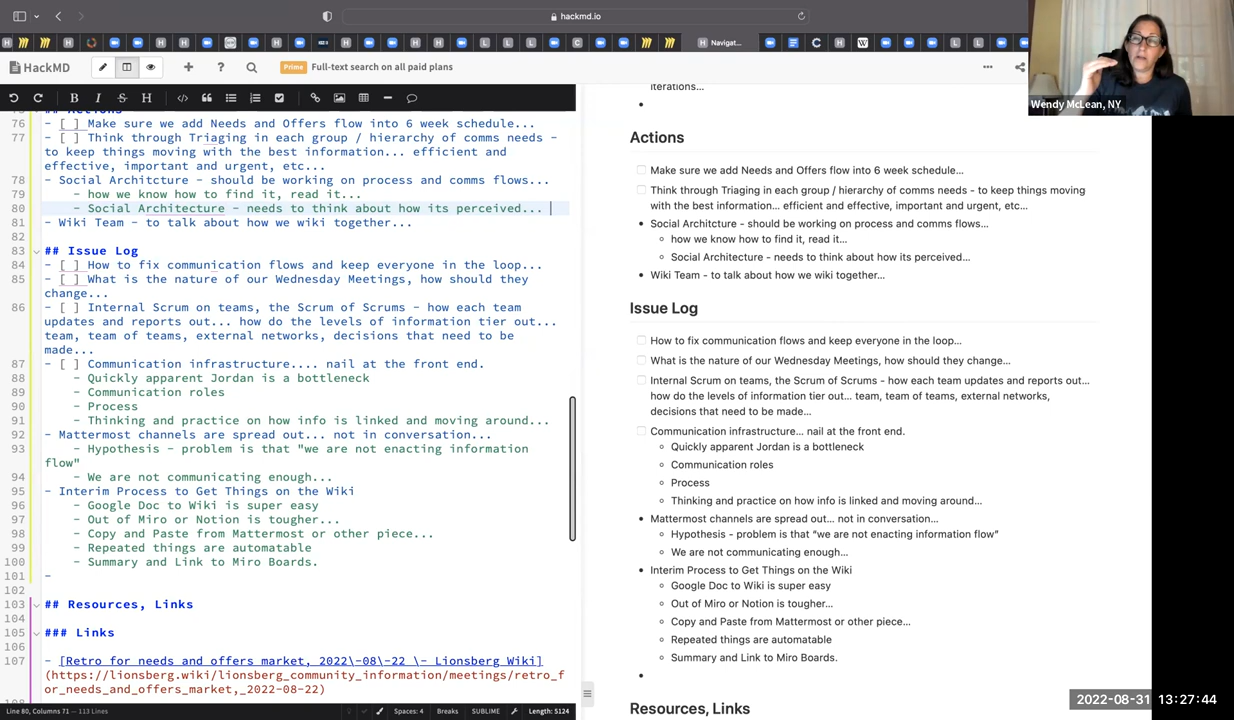 hackmd.io
Navigat...
HackMD
Prime
Full-text search on all paid plans
75
## Actions
76
- [ ] Make sure we add Needs and Offers flow into 6 week schedule...
77
- [ ] Think through Triaging in each group / hierarchy of comms needs -
to keep things moving with the best information... efficient and
effective, important and urgent, etc...
78
- Social Architcture - should be working on process and comms flows...
79
- how we know how to find it, read it...
80
- Social Architecture - needs to think about how its perceived...
81
- Wiki Team - to talk about how we wiki together...
82
83
## Issue Log
84
- [ ] How to fix communication flows and keep everyone in the loop...
85
- [ ] What is the nature of our Wednesday Meetings, how should they
change...
86
- [ ] Internal Scrum on teams, the Scrum of Scrums - how each team
updates and reports out... how do the levels of information tier out...
team, team of teams, external networks, decisions that need to be
made...
87
- [ ] Communication infrastructure.... nail at the front end.
88
- Quickly apparent Jordan is a bottleneck
89
- Communication roles
90
- Process
91
- Thinking and practice on how info is linked and moving around...
92
- Mattermost channels are spread out... not in conversation...
93
- Hypothesis - problem is that "we are not enacting information
flow"
94
- We are not communicating enough...
95
- Interim Process to Get Things on the Wiki
96
- Google Doc to Wiki is super easy
97
- Out of Miro or Notion is tougher...
98
- Copy and Paste from Mattermost or other piece...
99
- Repeated things are automatable
100
- Summary and Link to Miro Boards.
101
-
102
103
## Resources, Links
104
105
### Links
106
107
- [Retro for needs and offers market, 2022\-08\-22 \- Lionsberg Wiki]
(https://lionsberg.wiki/lionsberg_community_information/meetings/retro_f
or_needs_and_offers_market,_2022-08-22)
108
Line 80, Columns 71 — 113 Lines
Spaces: 4
Breaks
SUBLIME
Length: 5124
iterations...
Actions
Make sure we add Needs and Offers flow into 6 week schedule...
Think through Triaging in each group / hierarchy of comms needs - to keep things moving
with the best information... efficient and effective, important and urgent, etc...
Social Architcture - should be working on process and comms flows...
how we know how to find it, read it...
Social Architecture - needs to think about how its perceived...
Wiki Team - to talk about how we wiki together...
Issue Log
How to fix communication flows and keep everyone in the loop...
What is the nature of our Wednesday Meetings, how should they change...
Internal Scrum on teams, the Scrum of Scrums - how each team updates and reports out...
how do the levels of information tier out... team, team of teams, external networks,
decisions that need to be made...
Communication infrastructure... nail at the front end.
Quickly apparent Jordan is a bottleneck
Communication roles
Process
Thinking and practice on how info is linked and moving around...
Mattermost channels are spread out... not in conversation...
Hypothesis - problem is that “we are not enacting information flow”
We are not communicating enough...
Interim Process to Get Things on the Wiki
Google Doc to Wiki is super easy
Out of Miro or Notion is tougher...
Copy and Paste from Mattermost or other piece...
Repeated things are automatable
Summary and Link to Miro Boards.
Resources, Links
Wendy McLean, NY
2022-08-31 13:27:44